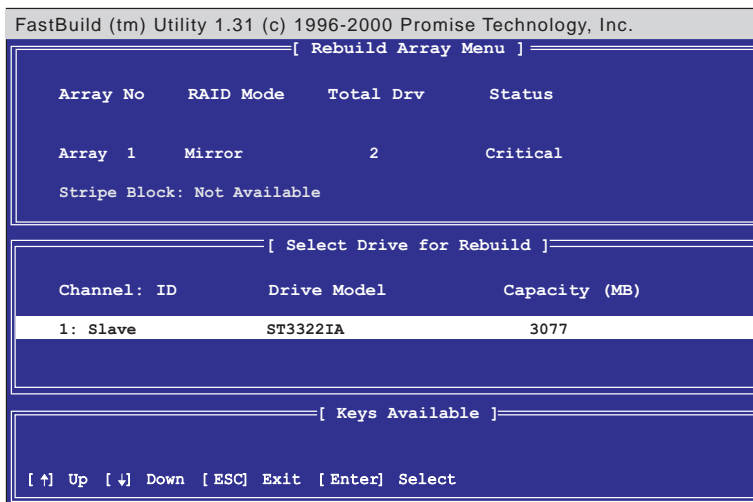 FastBuild (tm) Utility 1.31 (c) 1996-2000 Promise Technology, Inc.
[ Rebuild Array Menu ]
Array No RAID Mode Total Drv Status
Array 1 Mirror 2 Critical
Stripe Block: Not Available
[ Select Drive for Rebuild ]
Channel: ID Drive Model Capacity (MB)
1: Slave ST3322IA 3077
[ Keys Available ]
[↑] Up [↓] Down [ESC] Exit [Enter] Select